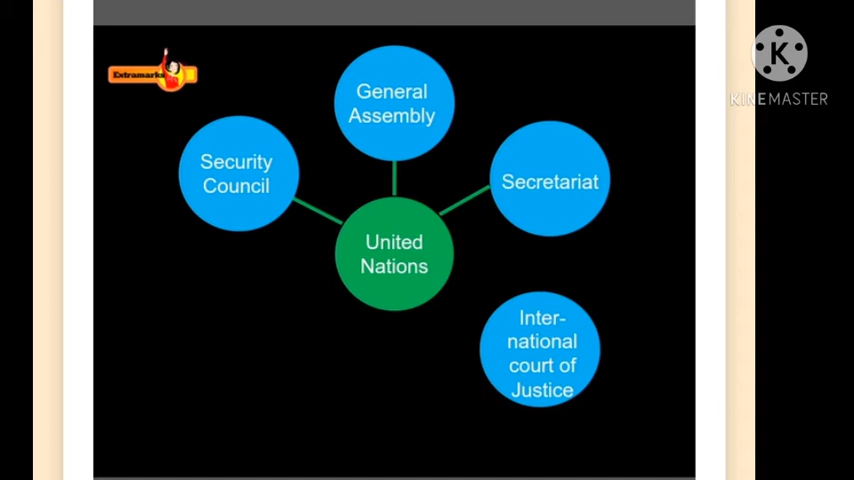 Extramarks
KINEMASTER
General
Assembly
Security
Council
Secretariat
United
Nations
Inter-
national
court of
Justice